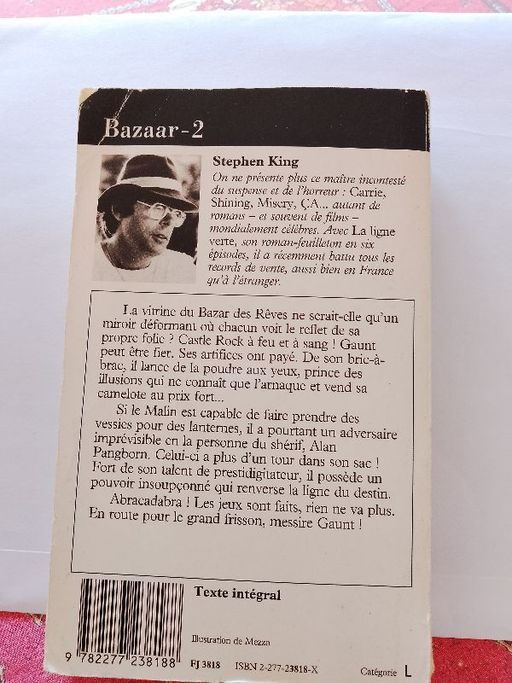 Bazaar-2
Stephen King
On ne présente plus ce maître incontesté
du suspense et de l'horreur : Carrie,
Shining, Misery, ÇA... autant de
romans – et souvent de films –
mondialement célèbres. Avec La ligne
verte, son roman-feuilleton en six
épisodes, il a récemment battu tous les
records de vente, aussi bien en France
qu'à l'étranger.
La vitrine du Bazar des Rêves ne serait-elle qu'un
miroir déformant où chacun voit le reflet de sa
propre folie ? Castle Rock à feu et à sang ! Gaunt
peut être fier. Ses artifices ont payé. De son bric-à-
brac, il lance de la poudre aux yeux, prince des
illusions qui ne connaît que l'arnaque et vend sa
camelote au prix fort...
Si le Malin est capable de faire prendre des
vessies pour des lanternes, il a pourtant un adversaire
imprévisible en la personne du shérif, Alan
Pangborn. Celui-ci a plus d'un tour dans son sac !
Fort de son talent de prestidigitateur, il possède un
pouvoir insoupçonné qui renverse la ligne du destin.
Abracadabra ! Les jeux sont faits, rien ne va plus.
En route pour le grand frisson, messire Gaunt !
Texte intégral
Illustration de Mezza
9 782277 238188
FJ 3818 ISBN 2-277-23818-X
Catégorie L